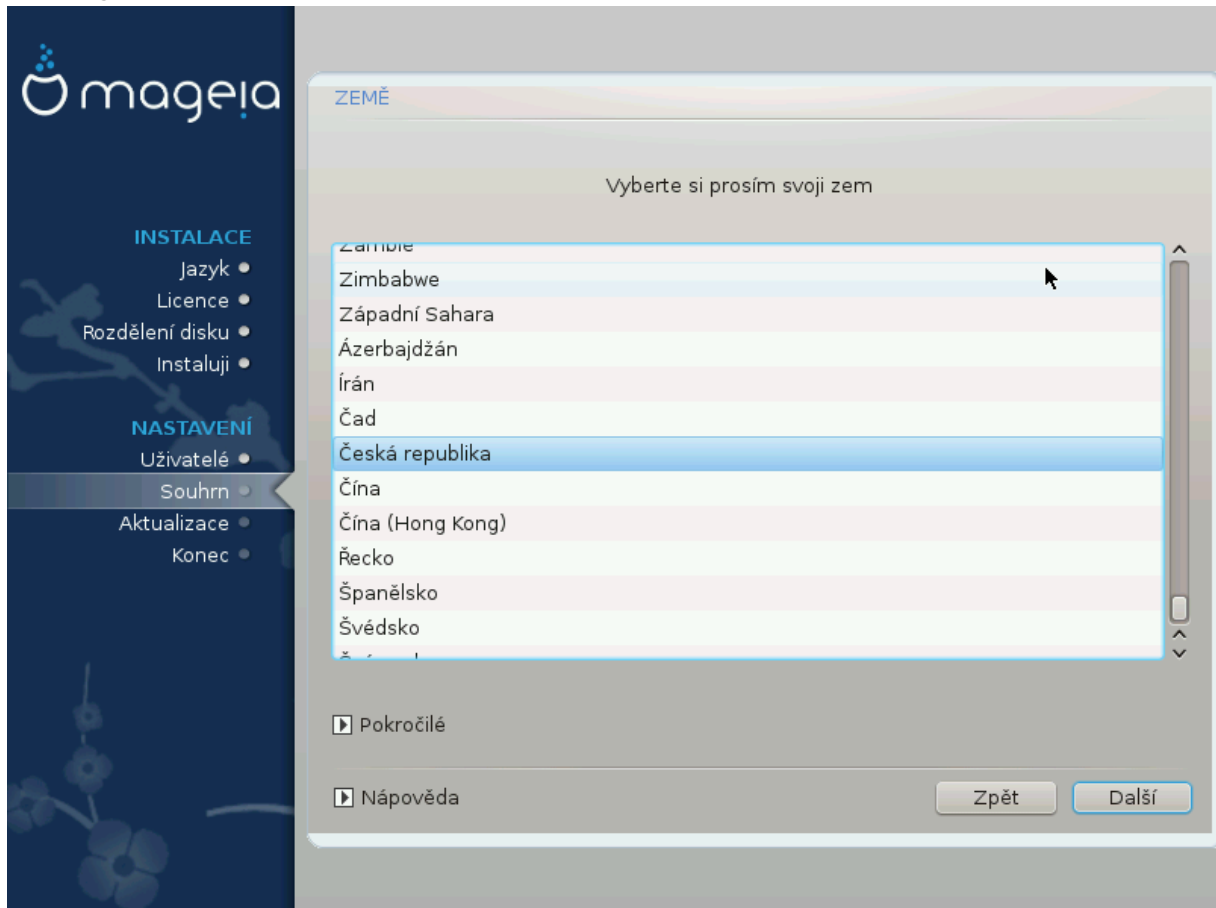 mageia
INSTALACE
Jazyk
Licence
Rozdělení disku
Instaluji
NASTAVENÍ
Uživatelé
Souhrn
Aktualizace
Konec
ZEMĚ
Vyberte si prosím svoji zem
Zambie
Zimbabwe
Západní Sahara
Ázerbajdžán
Írán
Čad
Česká republika
Čína
Čína (Hong Kong)
Řecko
Španělsko
Švédsko
Pokročilé
Nápověda
Zpět
Další